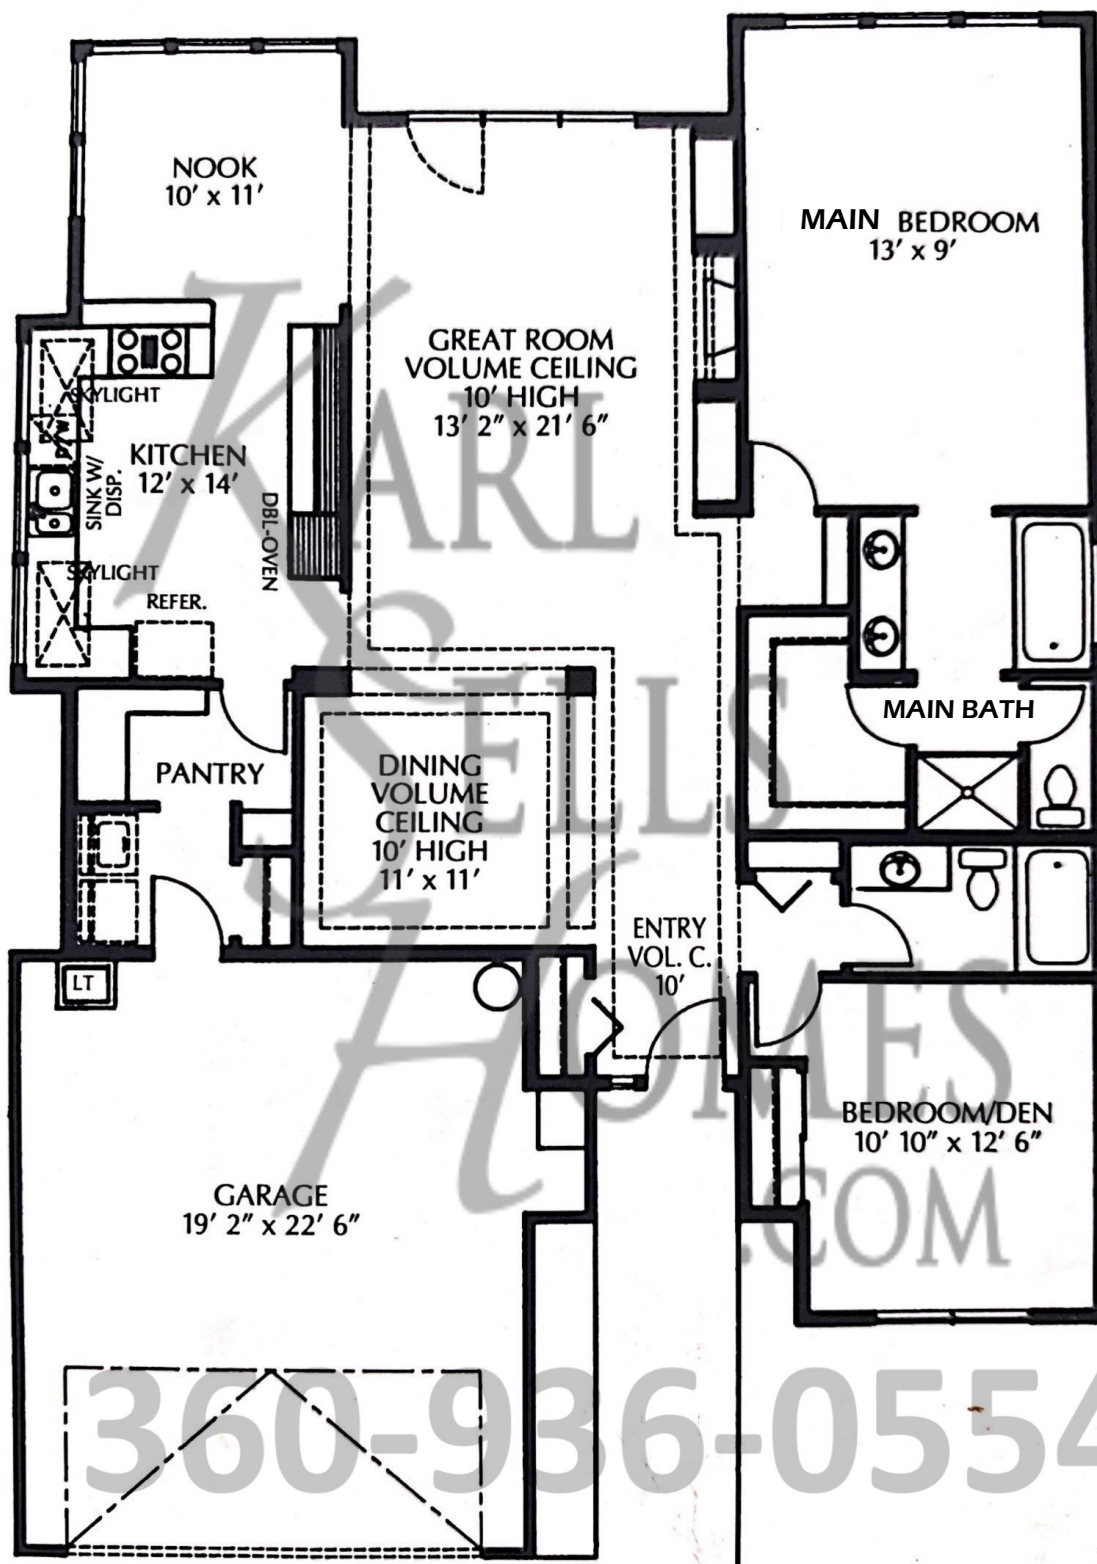 NOOK
10' x 11'
MAIN BEDROOM
13' x 9'
GREAT ROOM
VOLUME CEILING
10' HIGH
13' 2" x 21' 6"
SKYLIGHT
KITCHEN
12' x 14'
SINK W/
DISP.
D/W
DBL-OVEN
SKYLIGHT
REFER.
MAIN BATH
PANTRY
DINING
VOLUME
CEILING
10' HIGH
11' x 11'
ENTRY
VOL. C.
10'
LT
BEDROOM/DEN
10' 10" x 12' 6"
GARAGE
19' 2" x 22' 6"
KARL
SELLS
HOMES
.COM
360-936-0554